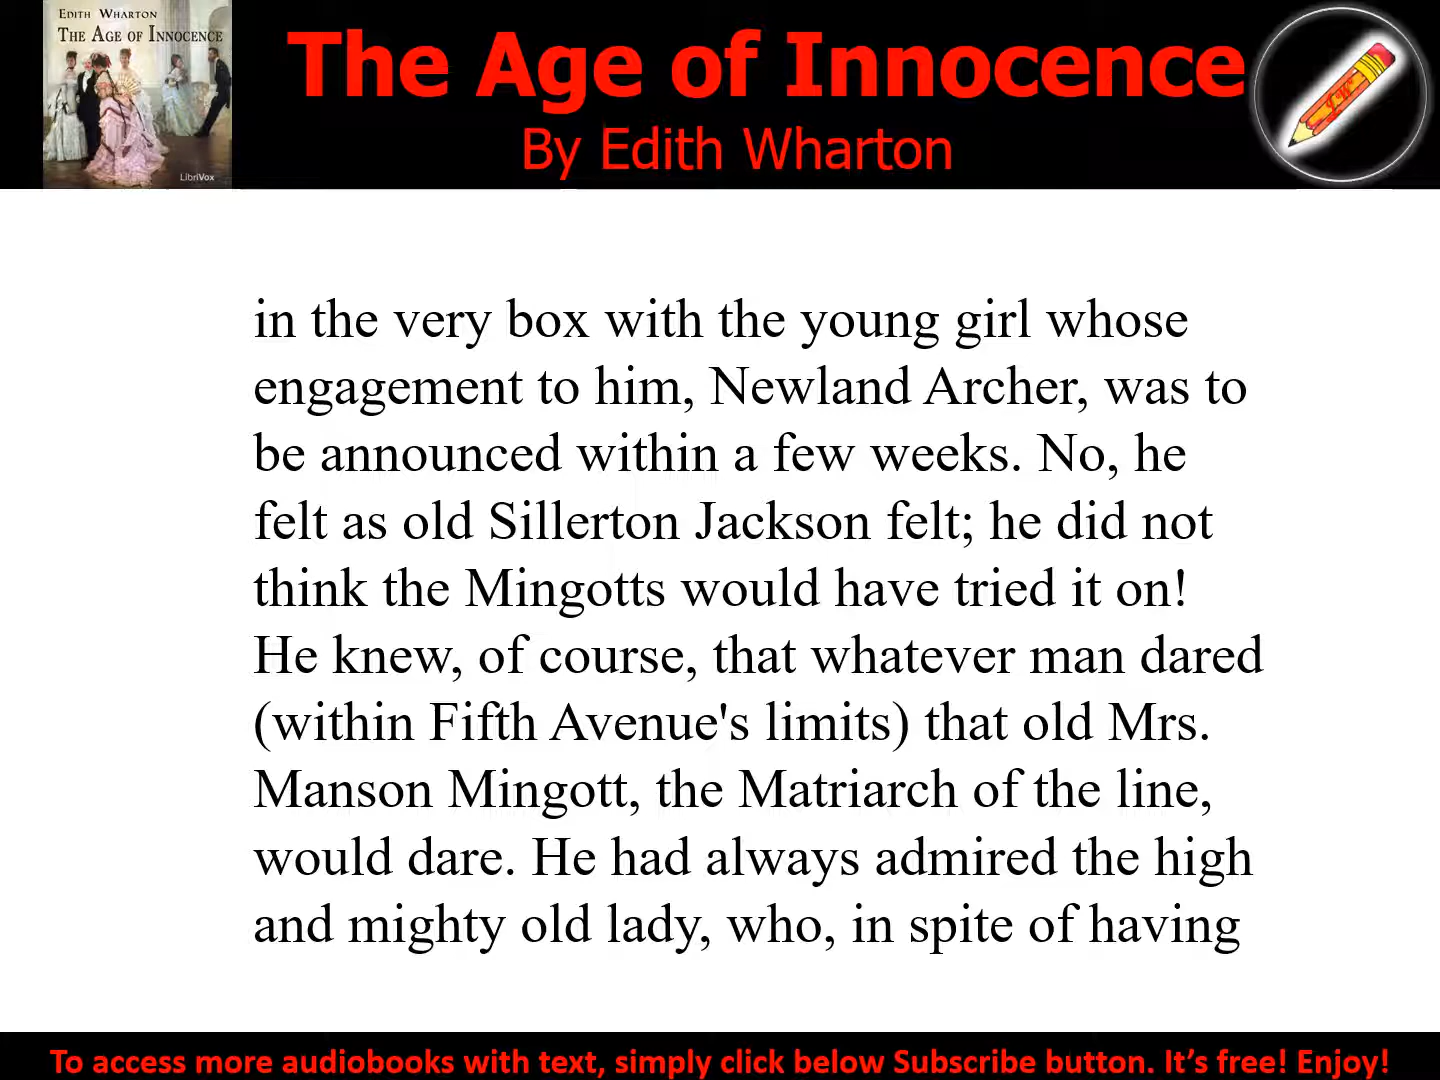 EDITH WHARTON
THE AGE OF INNOCENCE
LibriVox
The Age of Innocence
By Edith Wharton
in the very box with the young girl whose
engagement to him, Newland Archer, was to
be announced within a few weeks. No, he
felt as old Sillerton Jackson felt; he did not
think the Mingotts would have tried it on!
He knew, of course, that whatever man dared
(within Fifth Avenue's limits) that old Mrs.
Manson Mingott, the Matriarch of the line,
would dare. He had always admired the high
and mighty old lady, who, in spite of having
To access more audiobooks with text, simply click below Subscribe button. It’s free! Enjoy!